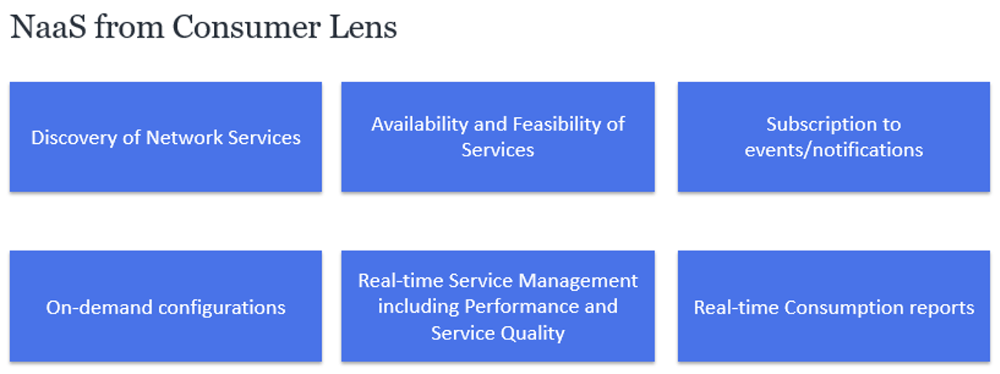 NaaS from Consumer Lens
Discovery of Network Services
Availability and Feasibility of
Services
Subscription to
events/notifications
On-demand configurations
Real-time Service Management
including Performance and
Service Quality
Real-time Consumption reports